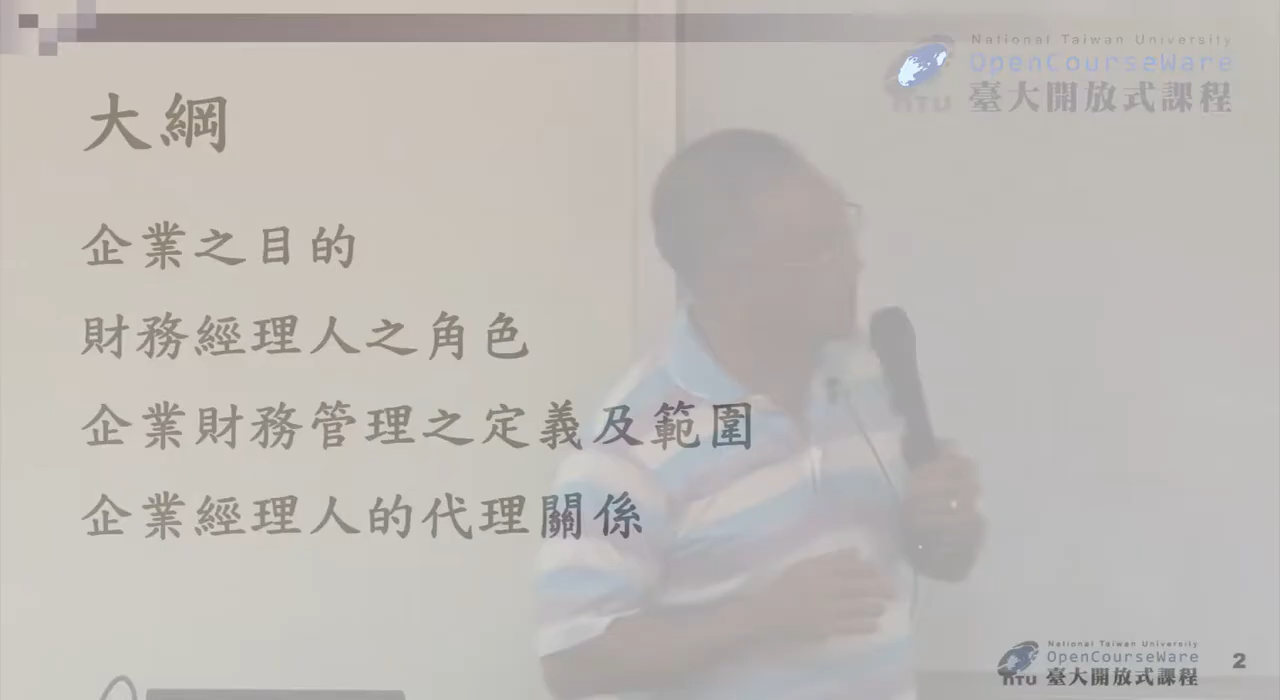 National Taiwan University
OpenCourseWare
NTU 臺大開放式課程
大綱
企業之目的
財務經理人之角色
企業財務管理之定義及範圍
企業經理人的代理關係
National Taiwan University
OpenCourseWare
NTU 臺大開放式課程
2